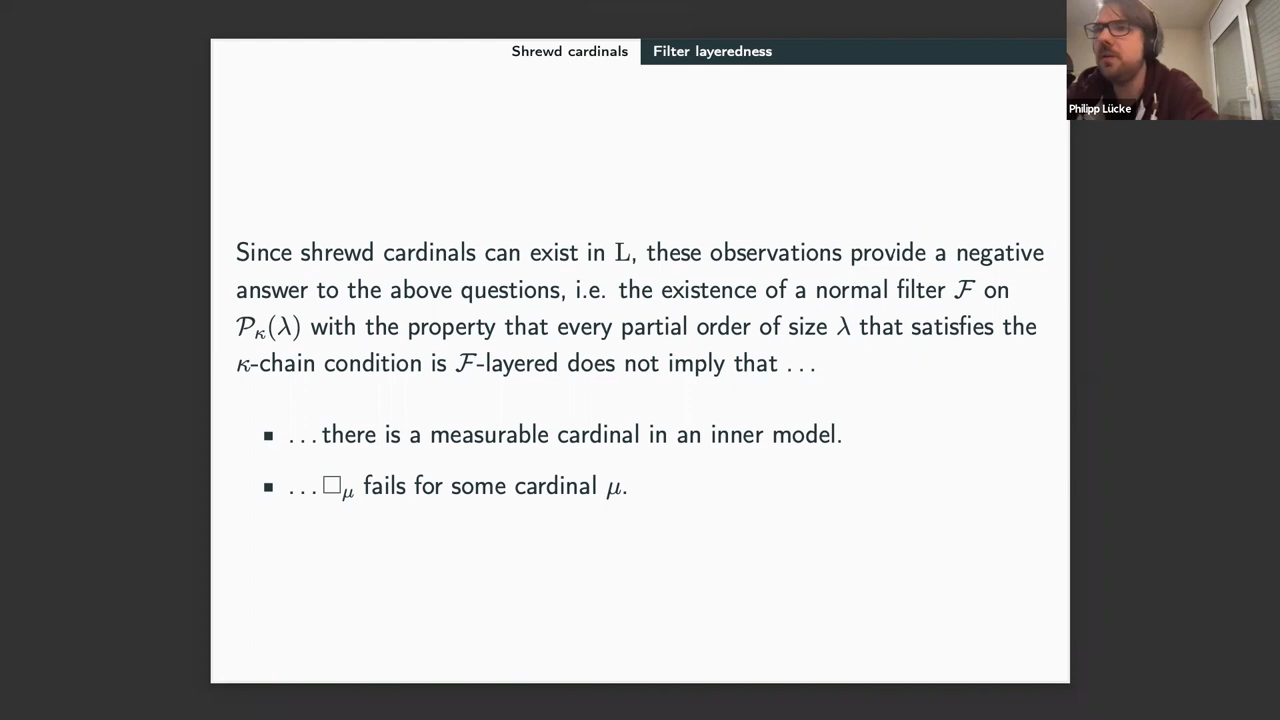 Shrewd cardinals Filter layeredness
Philipp Lücke
Since shrewd cardinals can exist in L, these observations provide a negative
answer to the above questions, i.e. the existence of a normal filter ℱ on
𝒫κ(λ) with the property that every partial order of size λ that satisfies the
κ-chain condition is ℱ-layered does not imply that ...
▪ ...there is a measurable cardinal in an inner model.
▪ ...□μ fails for some cardinal μ.